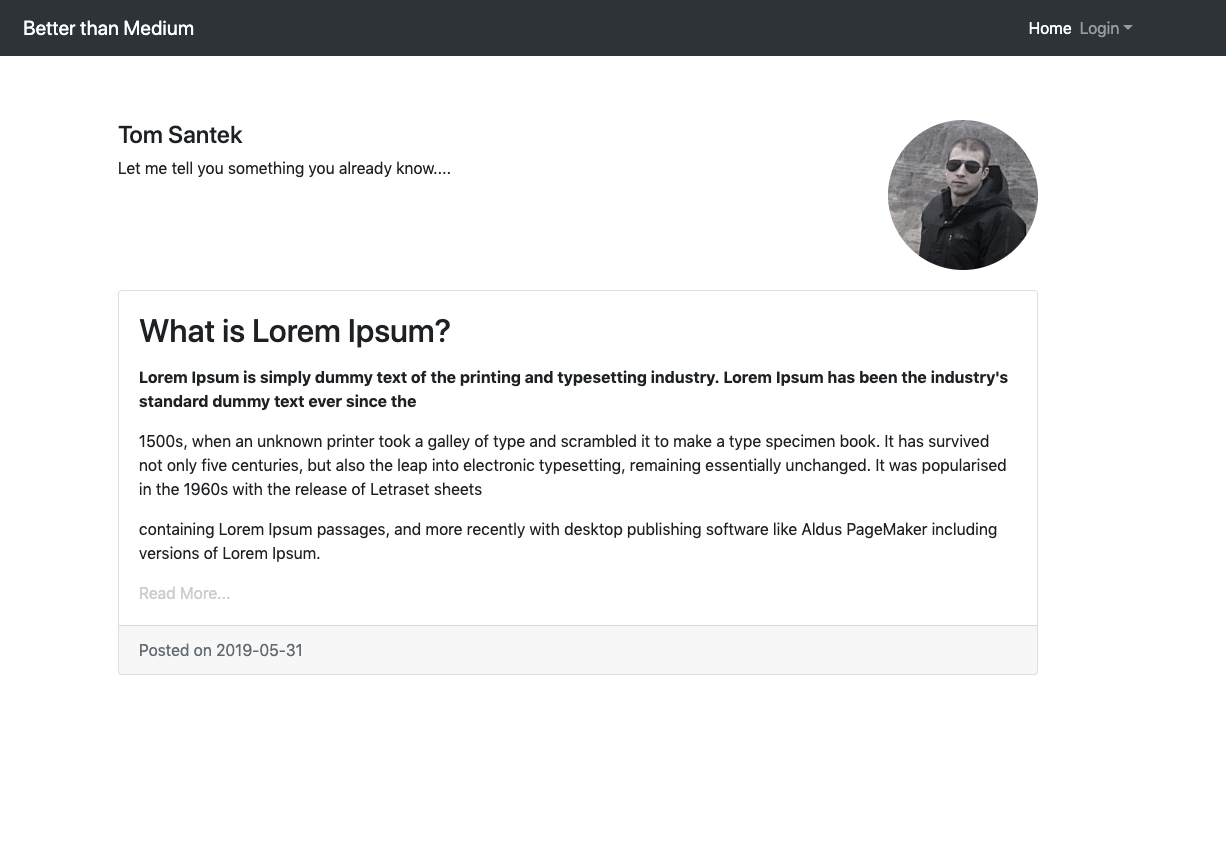 Better than Medium
Home Login
Tom Santek
Let me tell you something you already know....
What is Lorem Ipsum?
Lorem Ipsum is simply dummy text of the printing and typesetting industry. Lorem Ipsum has been the industry's
standard dummy text ever since the
1500s, when an unknown printer took a galley of type and scrambled it to make a type specimen book. It has survived
not only five centuries, but also the leap into electronic typesetting, remaining essentially unchanged. It was popularised
in the 1960s with the release of Letraset sheets
containing Lorem Ipsum passages, and more recently with desktop publishing software like Aldus PageMaker including
versions of Lorem Ipsum.
Read More...
Posted on 2019-05-31